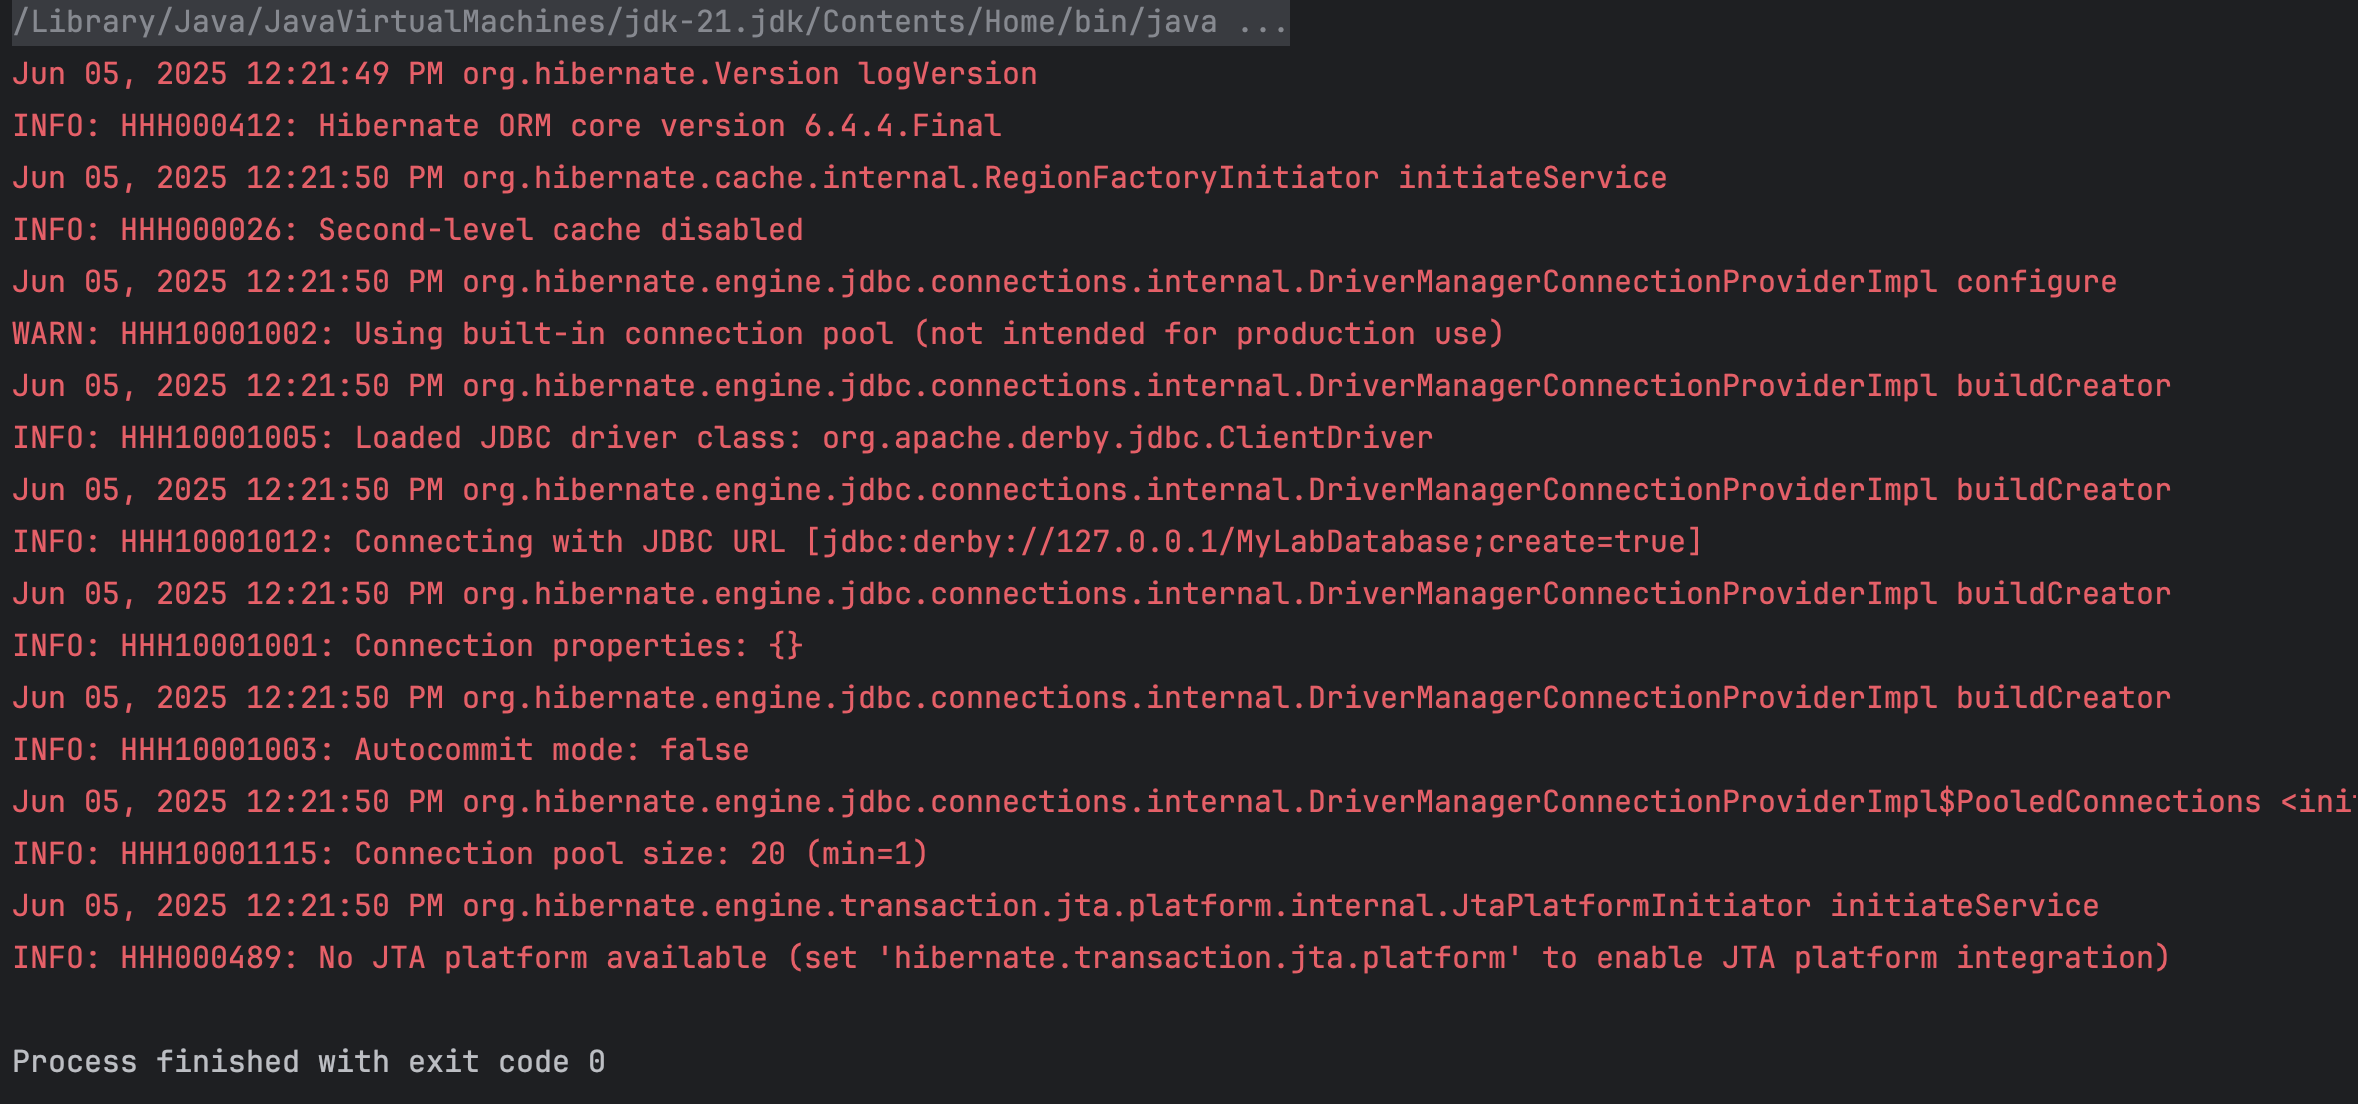 /Library/Java/JavaVirtualMachines/jdk-21.jdk/Contents/Home/bin/java ...
Jun 05, 2025 12:21:49 PM org.hibernate.Version logVersion
INFO: HHH000412: Hibernate ORM core version 6.4.4.Final
Jun 05, 2025 12:21:50 PM org.hibernate.cache.internal.RegionFactoryInitiator initiateService
INFO: HHH000026: Second-level cache disabled
Jun 05, 2025 12:21:50 PM org.hibernate.engine.jdbc.connections.internal.DriverManagerConnectionProviderImpl configure
WARN: HHH10001002: Using built-in connection pool (not intended for production use)
Jun 05, 2025 12:21:50 PM org.hibernate.engine.jdbc.connections.internal.DriverManagerConnectionProviderImpl buildCreator
INFO: HHH10001005: Loaded JDBC driver class: org.apache.derby.jdbc.ClientDriver
Jun 05, 2025 12:21:50 PM org.hibernate.engine.jdbc.connections.internal.DriverManagerConnectionProviderImpl buildCreator
INFO: HHH10001012: Connecting with JDBC URL [jdbc:derby://127.0.0.1/MyLabDatabase;create=true]
Jun 05, 2025 12:21:50 PM org.hibernate.engine.jdbc.connections.internal.DriverManagerConnectionProviderImpl buildCreator
INFO: HHH10001001: Connection properties: {}
Jun 05, 2025 12:21:50 PM org.hibernate.engine.jdbc.connections.internal.DriverManagerConnectionProviderImpl buildCreator
INFO: HHH10001003: Autocommit mode: false
Jun 05, 2025 12:21:50 PM org.hibernate.engine.jdbc.connections.internal.DriverManagerConnectionProviderImpl$PooledConnections <ini
INFO: HHH10001115: Connection pool size: 20 (min=1)
Jun 05, 2025 12:21:50 PM org.hibernate.engine.transaction.jta.platform.internal.JtaPlatformInitiator initiateService
INFO: HHH000489: No JTA platform available (set 'hibernate.transaction.jta.platform' to enable JTA platform integration)
Process finished with exit code 0